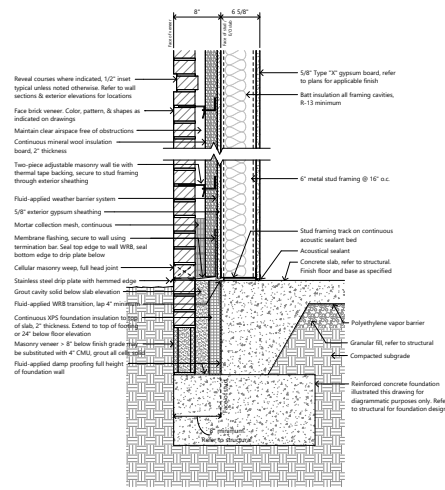 8"
6 5/8"
Face of veneer
Face of stud
Reveal courses where indicated, 1/2" inset
typical unless noted otherwise. Refer to wall
sections & exterior elevations for locations
Face brick veneer. Color, pattern, & shapes as
indicated on drawings
Maintain clear airspace free of obstructions
Continuous mineral wool insulation
board, 2" thickness
Two-piece adjustable masonry wall tie with
thermal tape backing, secure to stud framing
through exterior sheathing
Fluid-applied weather barrier system
5/8" exterior gypsum sheathing
Mortar collection mesh, continuous
Membrane flashing, secure to wall using
termination bar. Seal top edge to wall WRB, seal
bottom edge to drip plate below
Cellular masonry weep, full head joint
Stainless steel drip plate with hemmed edge
Grout cavity solid below slab elevation
Fluid-applied WRB transition, lap 4" minimum
Continuous XPS foundation insulation to
top of slab, 2" thickness. Extend to top of footing
or 24" below floor elevation
Masonry veneer > 8" below finish grade may
be substituted with 4" CMU, grout all cells solid
Fluid-applied damp proofing full height
of foundation wall
5/8" Type "X" gypsum board, refer
to plans for applicable finish
Batt insulation all framing cavities,
R-13 minimum
6" metal stud framing @ 16" o.c.
Stud framing track on continuous
acoustic sealant bed
Acoustical sealant
Concrete slab, refer to structural.
Finish floor and base as specified
Polyethylene vapor barrier
Granular fill, refer to structural
Compacted subgrade
Reinforced concrete foundation
illustrated this drawing for
diagrammatic purposes only. Refer
to structural for foundation design
8" minimum
Refer to structural